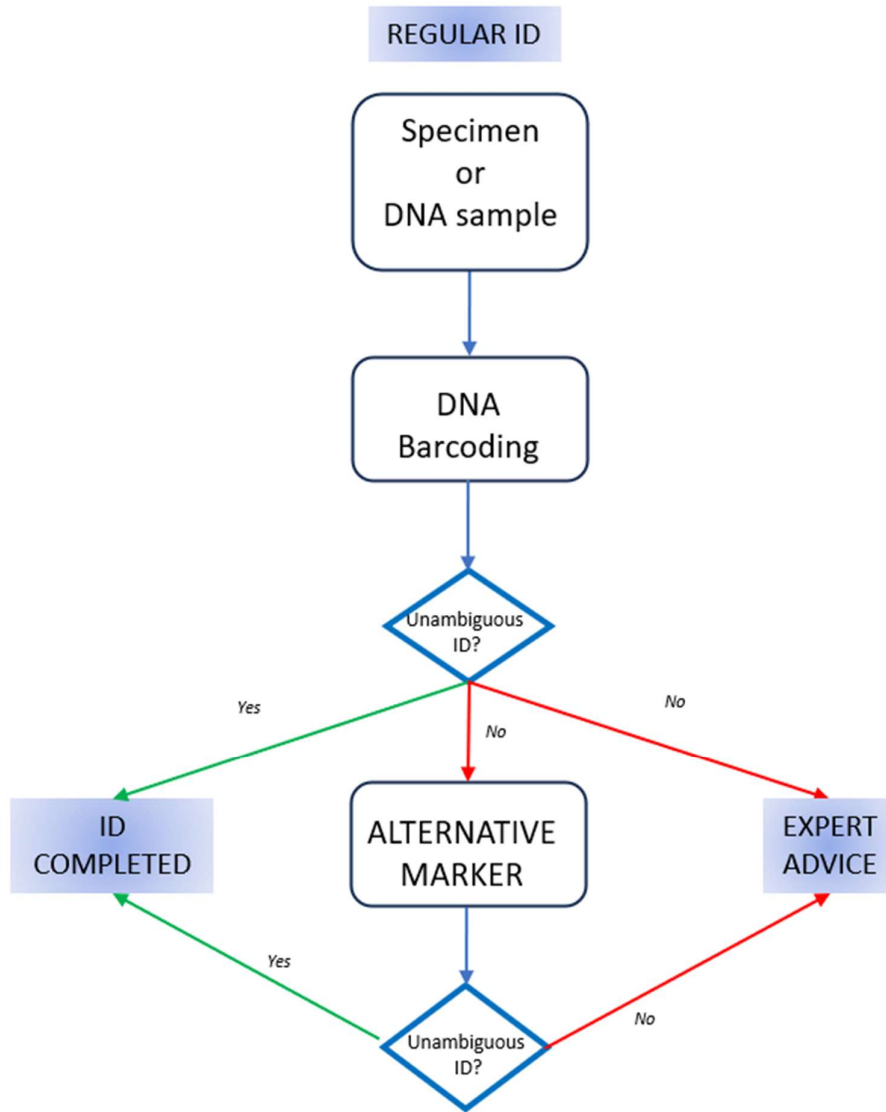 REGULAR ID
Specimen
or
DNA sample
DNA
Barcoding
Unambiguous
ID?
Yes
No
No
ID
COMPLETED
ALTERNATIVE
MARKER
EXPERT
ADVICE
Yes
No
Unambiguous
ID?